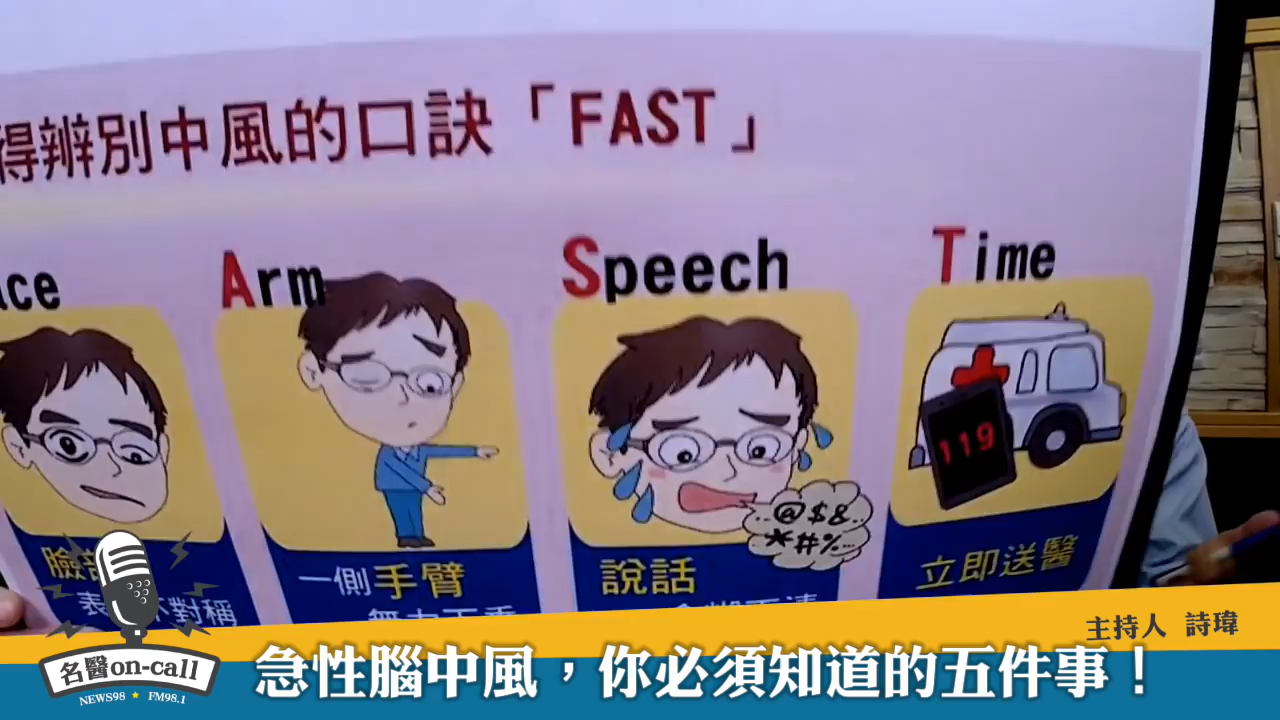 得辨別中風的口訣「FAST」
Arm
Speech
Time
119
@$&
*#%
一側手臂
說話
立即送醫
主持人 詩瑋
名醫on-call
NEWS98 FM98.1
急性腦中風，你必須知道的五件事！